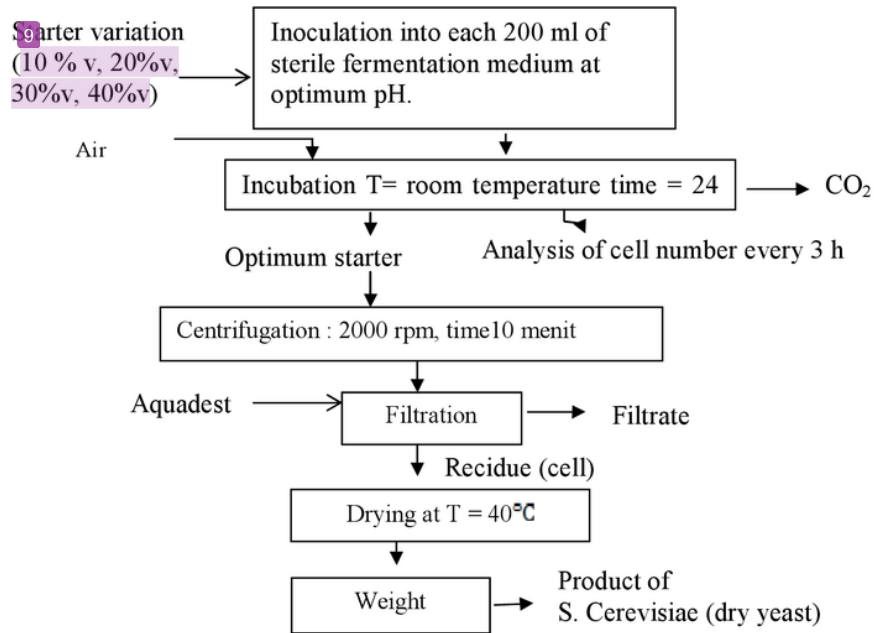 9
Starter variation
(10 % v, 20%v,
30%v, 40%v)
Inoculation into each 200 ml of
sterile fermentation medium at
optimum pH.
Air
Incubation T= room temperature time = 24
CO₂
Optimum starter
Analysis of cell number every 3 h
Centrifugation : 2000 rpm, time10 menit
Aquadest
Filtration
Filtrate
Recidue (cell)
Drying at T = 40°C
Weight
Product of
S. Cerevisiae (dry yeast)